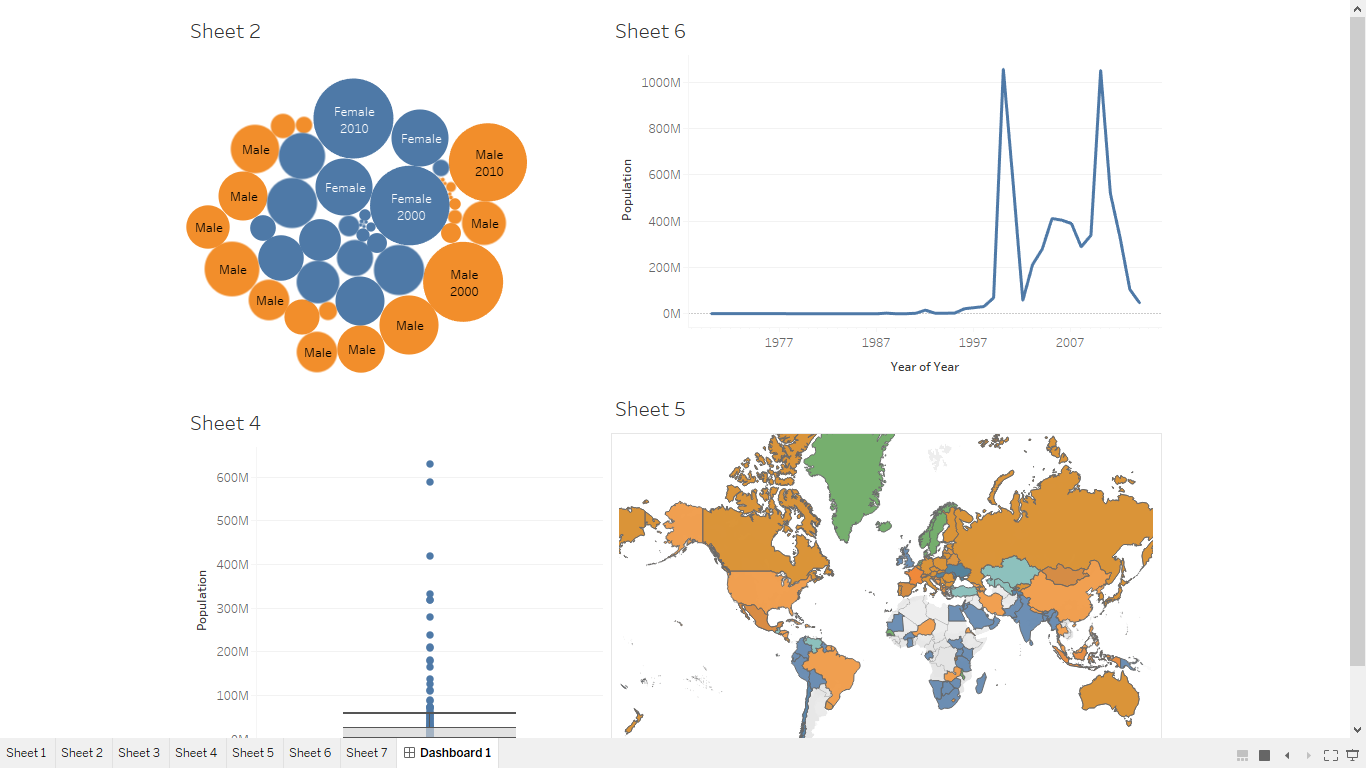 Sheet 2
Female
2010
Female
Male
Male
2010
Female
Male
Female
2000
Male
Male
Male
Male
2000
Male
Male
Male
Male
Sheet 6
1000M
800M
600M
400M
200M
0M
Population
1977
1987
1997
2007
Year of Year
Sheet 4
600M
500M
400M
300M
200M
100M
Population
Sheet 5
Sheet 1
Sheet 2
Sheet 3
Sheet 4
Sheet 5
Sheet 6
Sheet 7
Dashboard 1